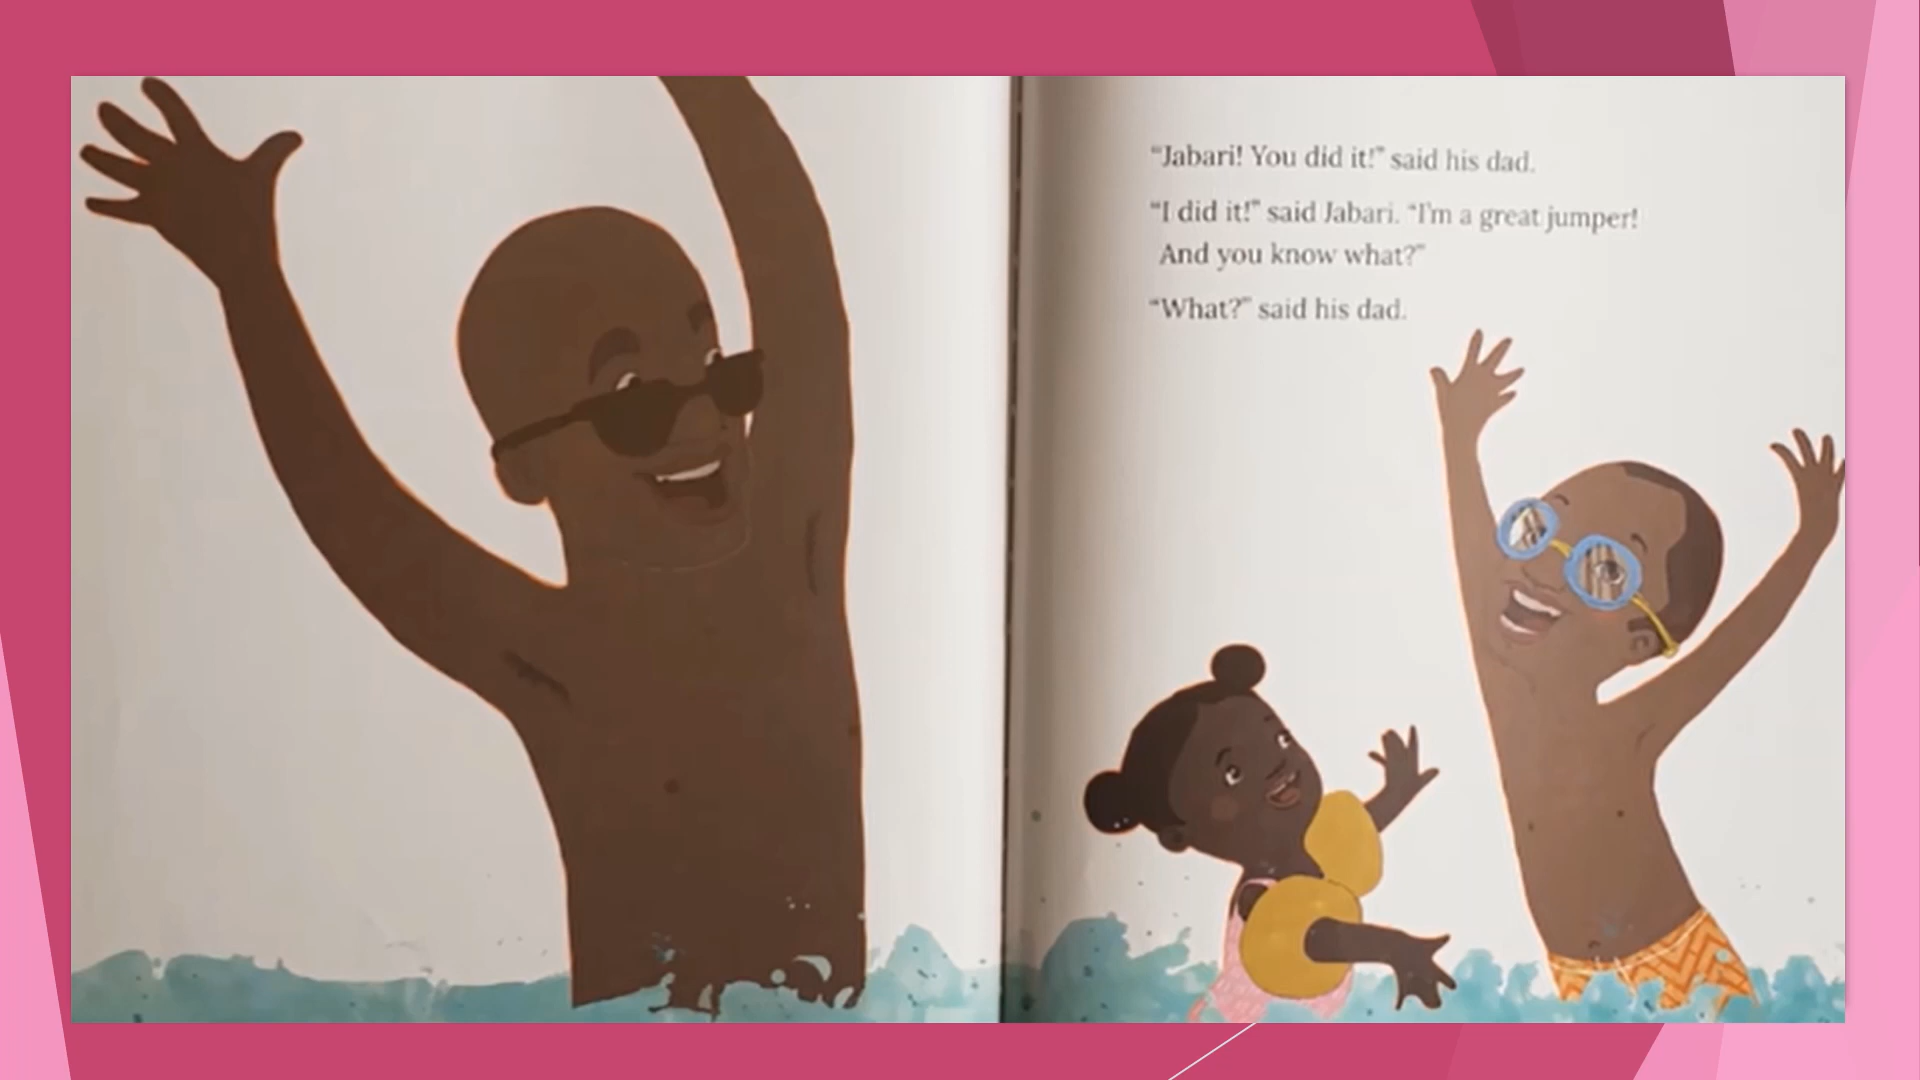 “Jabari! You did it!” said his dad.
“I did it!” said Jabari. “I’m a great jumper!
And you know what?”
“What?” said his dad.